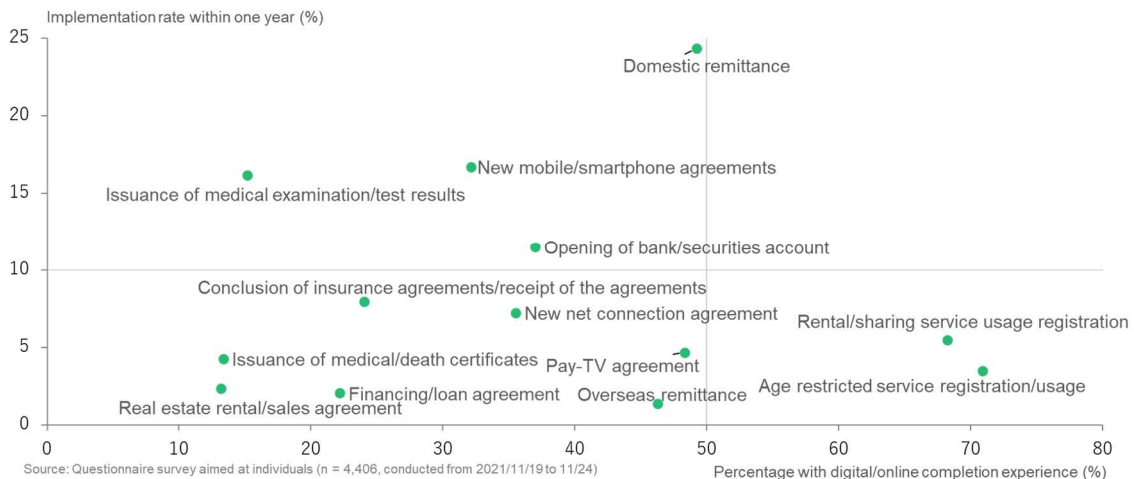 Implementation rate within one year (%)
25
Domestic remittance
20
New mobile/smartphone agreements
15
Issuance of medical examination/test results
Opening of bank/securities account
10
Conclusion of insurance agreements/receipt of the agreements
New net connection agreement
Rental/sharing service usage registration
5
Issuance of medical/death certificates
Pay-TV agreement
Age restricted service registration/usage
Financing/loan agreement
Overseas remittance
Real estate rental/sales agreement
0
0 10 20 30 40 50 60 70 80
Source: Questionnaire survey aimed at individuals (n = 4,406, conducted from 2021/11/19 to 11/24)
Percentage with digital/online completion experience (%)